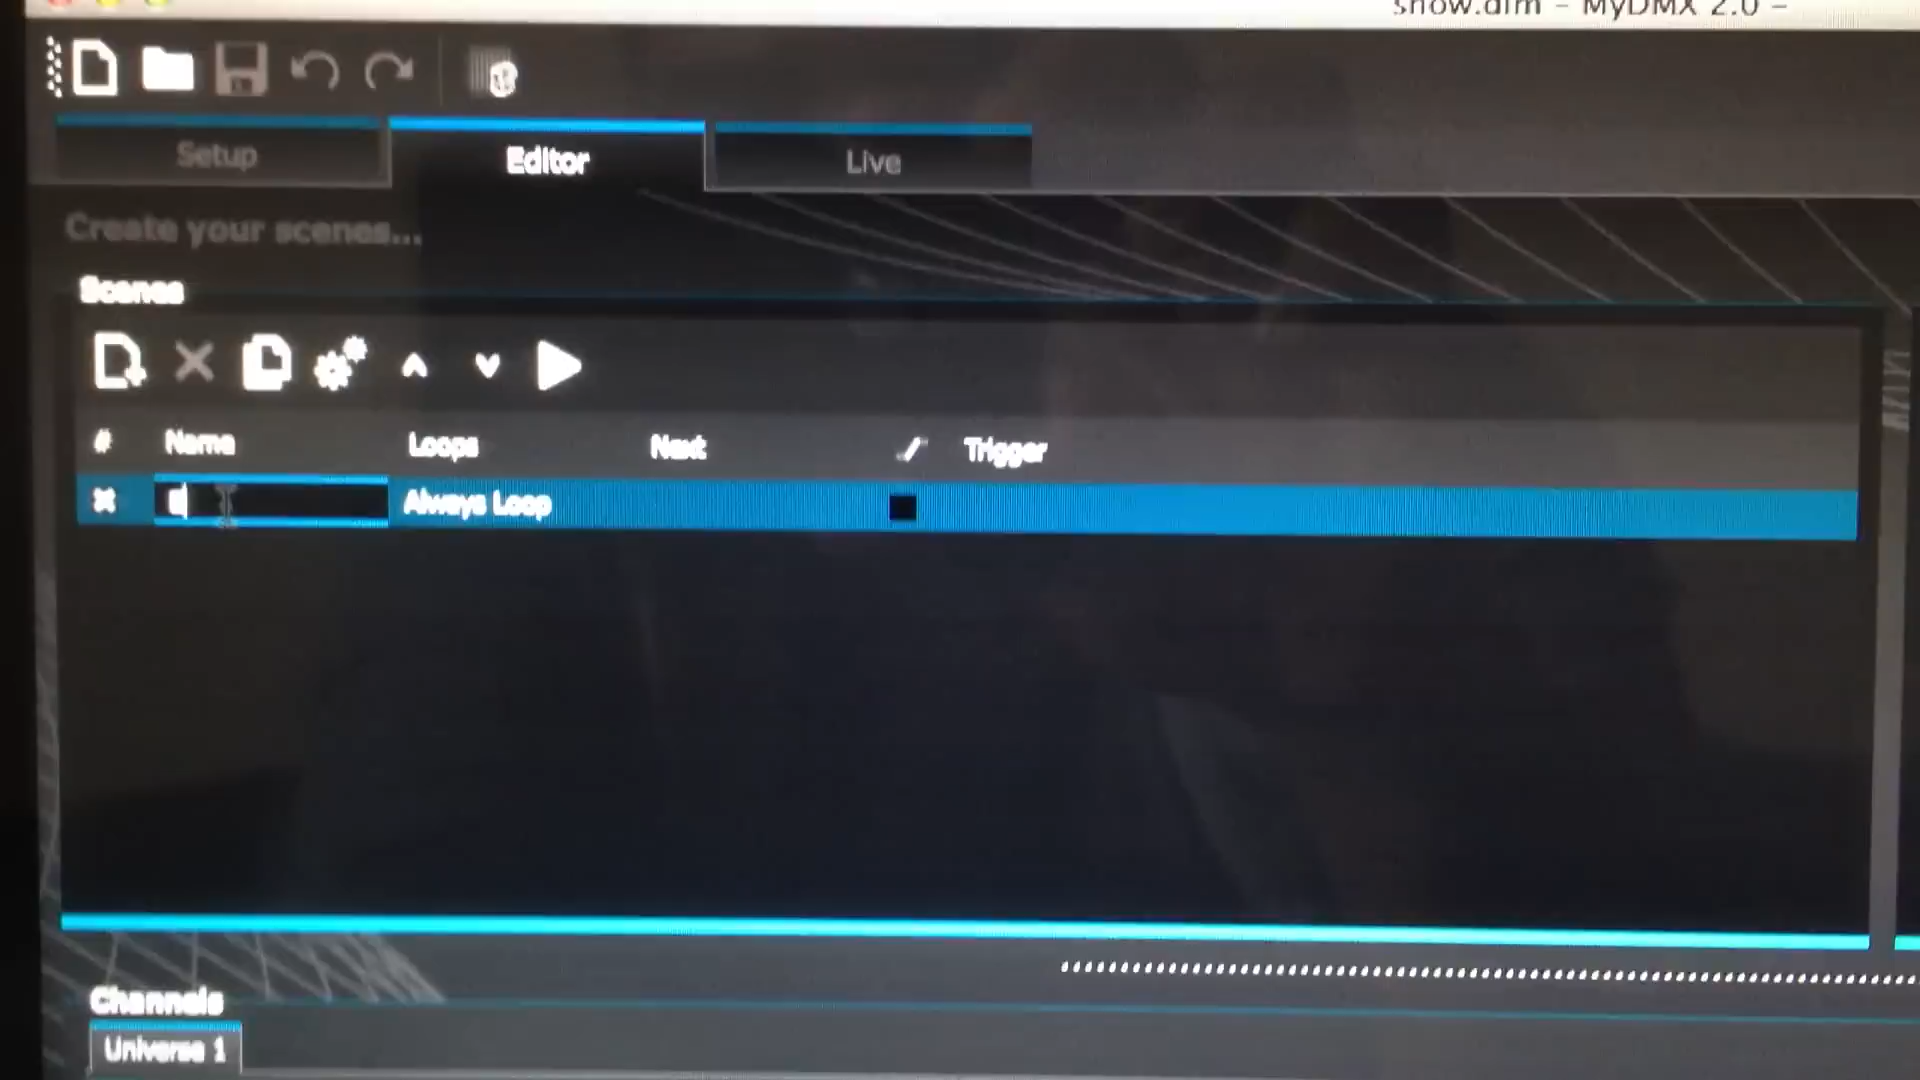 show.dlm - MyDMX 2.0 -
Setup Editor Live
Create your scenes...
Scenes
# Name Loops Next Trigger
Always Loop
Channels
Universe 1